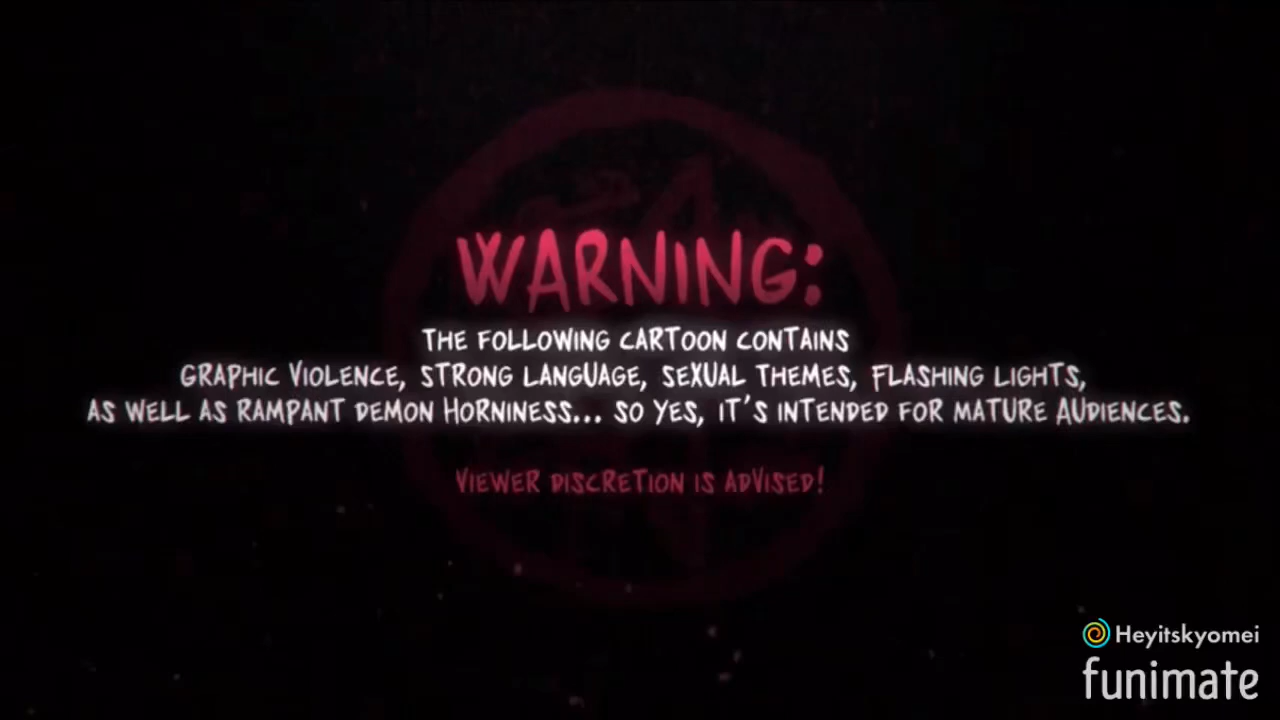 WARNING:
THE FOLLOWING CARTOON CONTAINS
GRAPHIC VIOLENCE, STRONG LANGUAGE, SEXUAL THEMES, FLASHING LIGHTS,
AS WELL AS RAMPANT DEMON HORNINESS... SO YES, IT'S INTENDED FOR MATURE AUDIENCES.
VIEWER DISCRETION IS ADVISED!
Heyitskyomei
funimate